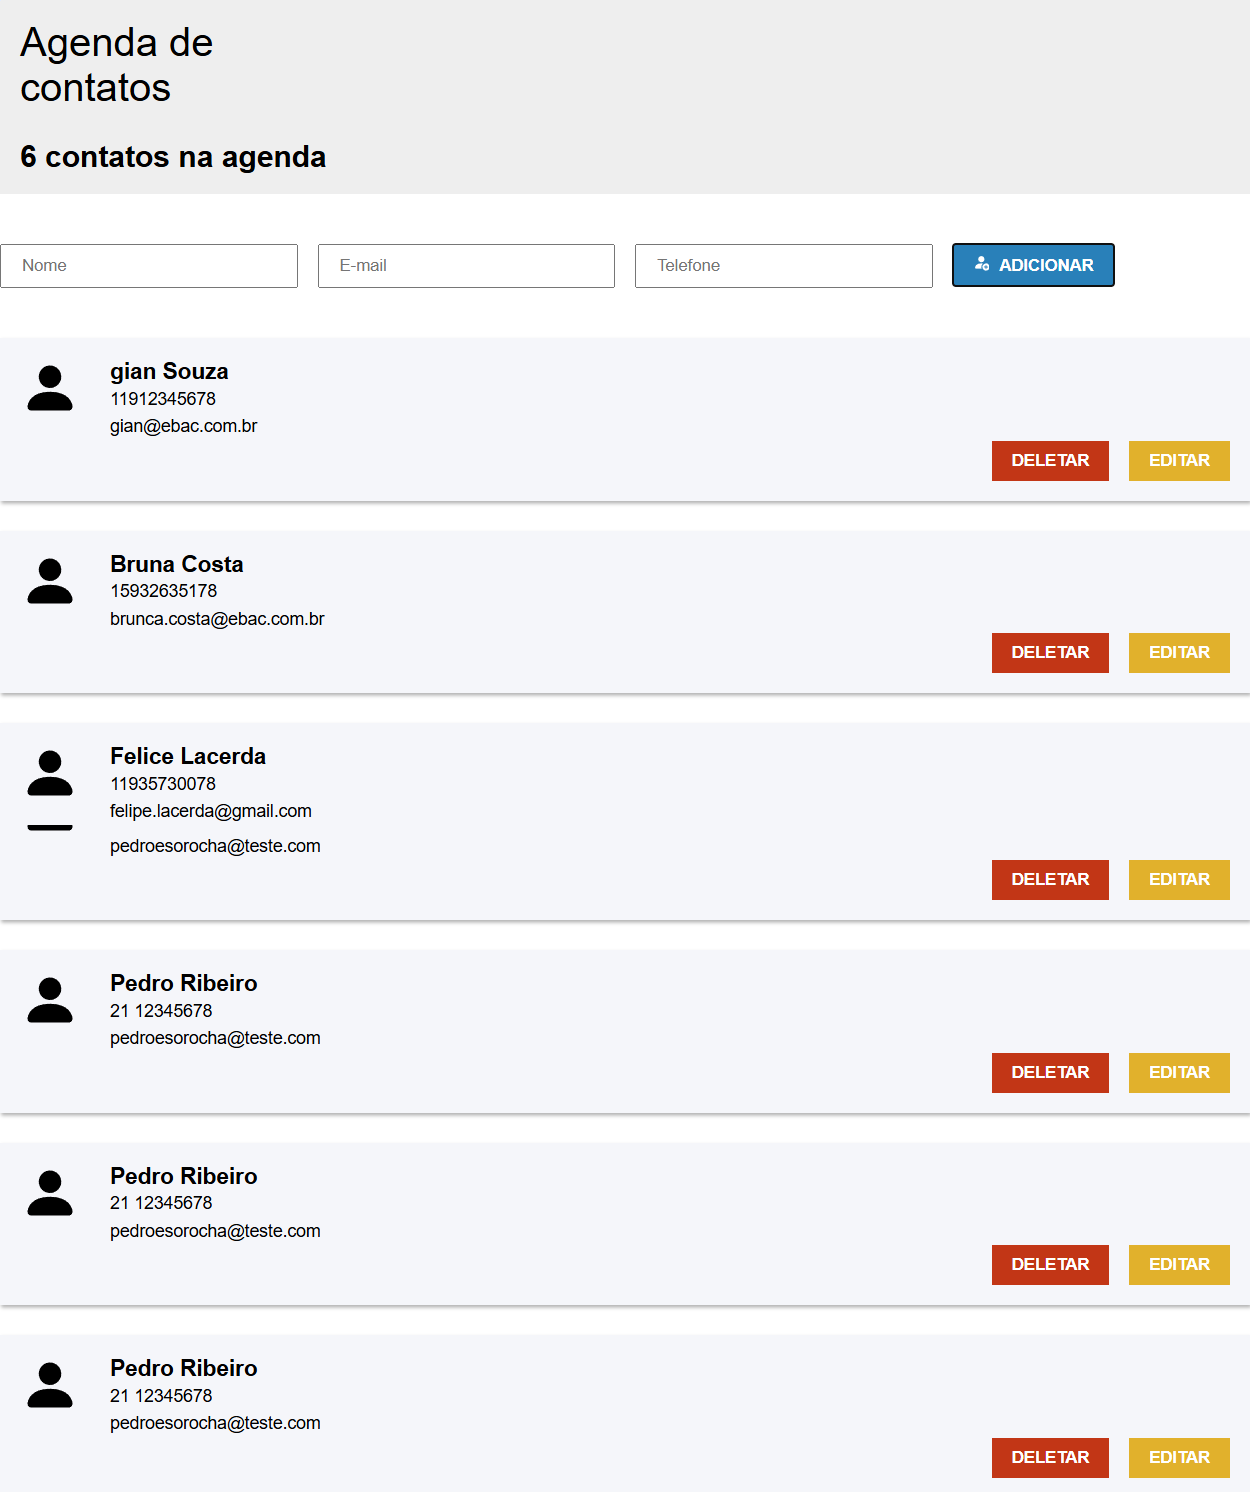 Agenda de
contatos
6 contatos na agenda
Nome E-mail Telefone ADICIONAR
gian Souza
11912345678
gian@ebac.com.br
DELETAR EDITAR
Bruna Costa
15932635178
brunca.costa@ebac.com.br
DELETAR EDITAR
Felice Lacerda
11935730078
felipe.lacerda@gmail.com
pedroesorocha@teste.com
DELETAR EDITAR
Pedro Ribeiro
21 12345678
pedroesorocha@teste.com
DELETAR EDITAR
Pedro Ribeiro
21 12345678
pedroesorocha@teste.com
DELETAR EDITAR
Pedro Ribeiro
21 12345678
pedroesorocha@teste.com
DELETAR EDITAR